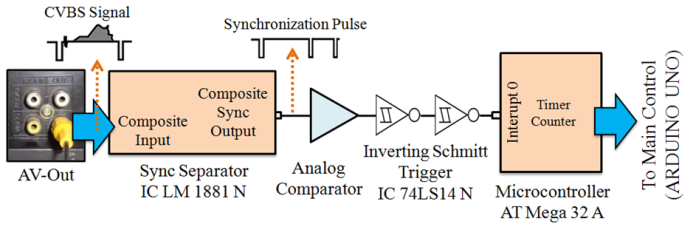 CVBS Signal
Synchronization Pulse
Composite
Input
Composite
Sync
Output
Interupt 0
Timer
Counter
To Main Control
(ARDUINO UNO)
AV-Out
Sync Separator
IC LM 1881 N
Analog
Comparator
Inverting Schmitt
Trigger
IC 74LS14 N
Microcontroller
AT Mega 32 A